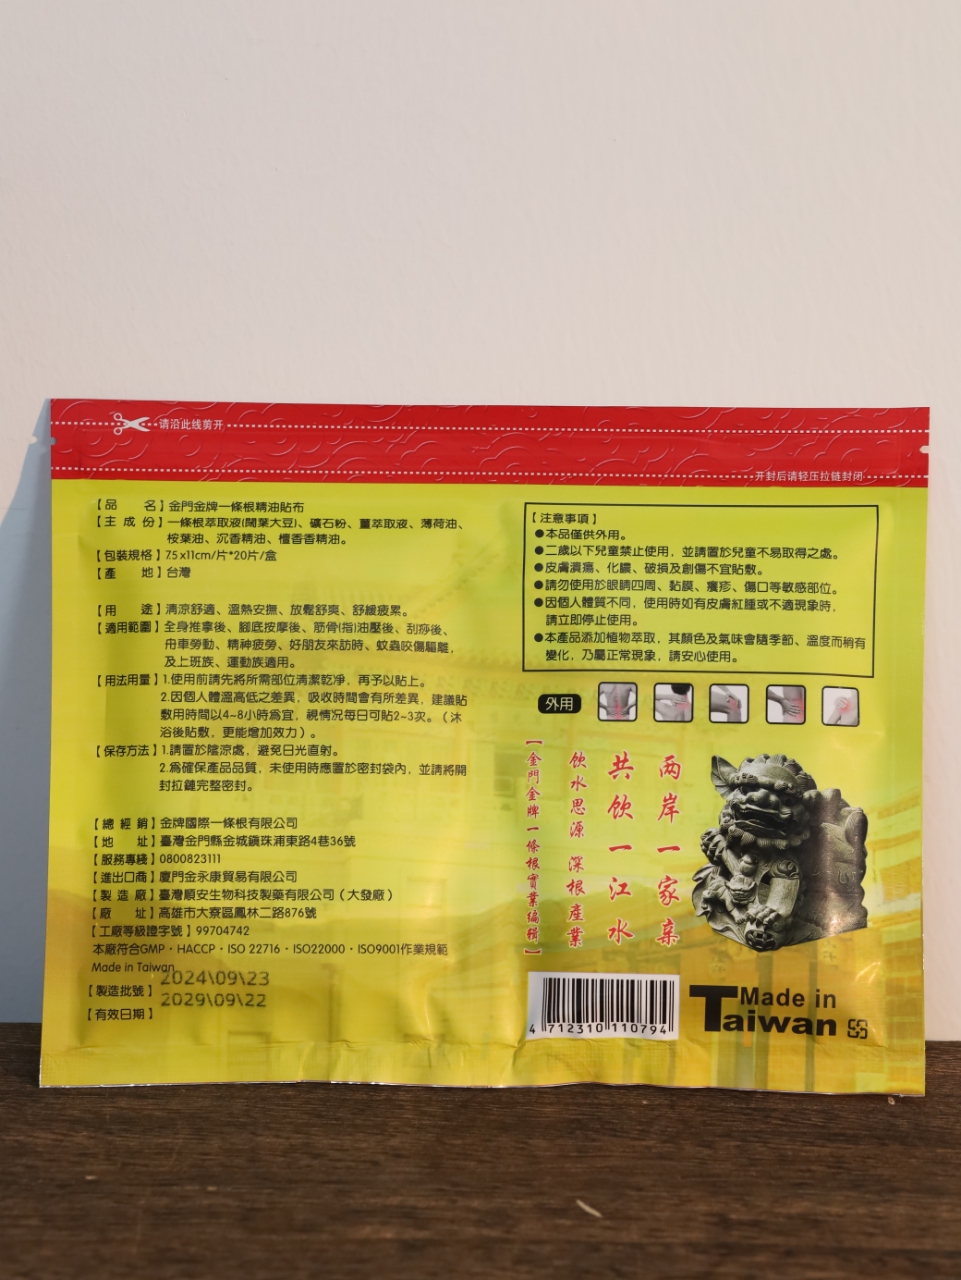 请沿此线剪开
开封后请轻压拉链封闭
【品　　名】金門金牌一條根精油貼布
【主 成 份】一條根萃取液(闊葉大豆)、礦石粉、薑萃取液、薄荷油、
桉葉油、沉香精油、檀香香精油。
【包裝規格】7.5x11cm/片*20片/盒
【產　　地】台灣
【用　　途】清涼舒適、溫熱安撫、放鬆舒爽、舒緩疲累。
【適用範圍】全身推拿後、腳底按摩後、筋骨(指)油壓後、刮痧後、
舟車勞動、精神疲勞、好朋友來訪時、蚊蟲咬傷驅離，
及上班族、運動族適用。
【用法用量】1.使用前請先將所需部位清潔乾淨，再予以貼上。
2.因個人體溫高低之差異，吸收時間會有所差異，建議貼
敷用時間以4~8小時為宜，視情況每日可貼2~3次。（沐
浴後貼敷，更能增加效力）。
【保存方法】1.請置於陰涼處，避免日光直射。
2.為確保產品品質，未使用時應置於密封袋內，並請將開
封拉鏈完整密封。
【總 經 銷】金牌國際一條根有限公司
【地　　址】臺灣金門縣金城鎮珠浦東路4巷36號
【服務專綫】0800823111
【進出口商】廈門金永康貿易有限公司
【製 造 廠】臺灣順安生物科技製藥有限公司（大發廠）
【廠　　址】高雄市大寮區鳳林二路876號
【工廠等級證字號】99704742
本廠符合GMP・HACCP・ISO 22716・ISO22000・ISO9001作業規範
Made in Taiwan
2024\09\23
【製造批號】
2029\09\22
【有效日期】
【注意事項】
●本品僅供外用。
●二歲以下兒童禁止使用，並請置於兒童不易取得之處。
●皮膚潰瘍、化膿、破損及創傷不宜貼敷。
●請勿使用於眼睛四周、黏膜、癢疹、傷口等敏感部位。
●因個人體質不同，使用時如有皮膚紅腫或不適現象時，
請立即停止使用。
●本產品添加植物萃取，其顏色及氣味會隨季節、溫度而稍有
變化，乃屬正常現象，請安心使用。
外用
两岸一家亲
共饮一江水
飲水思源 深根產業
【金門金牌一條根實業編輯】
4 712310 110794
Made in
Taiwan